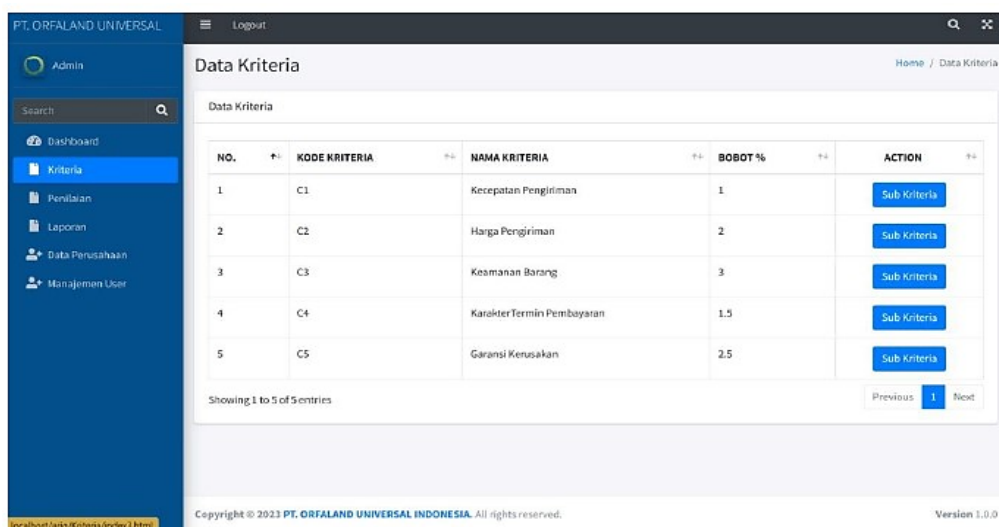 PT. ORFALAND UNIVERSAL
Logout
Admin
Data Kriteria
Home / Data Kriteria
Search
Data Kriteria
Dashboard
Kriteria
Penilaian
Laporan
Data Perusahaan
Manajemen User
NO. KODE KRITERIA NAMA KRITERIA BOBOT % ACTION
1 C1 Kecepatan Pengiriman 1 Sub Kriteria
2 C2 Harga Pengiriman 2 Sub Kriteria
3 C3 Keamanan Barang 3 Sub Kriteria
4 C4 KarakterTermin Pembayaran 1.5 Sub Kriteria
5 C5 Garansi Kerusakan 2.5 Sub Kriteria
Showing 1 to 5 of 5 entries
Previous 1 Next
Copyright © 2023 PT. ORFALAND UNIVERSAL INDONESIA. All rights reserved.
Version 1.0.0